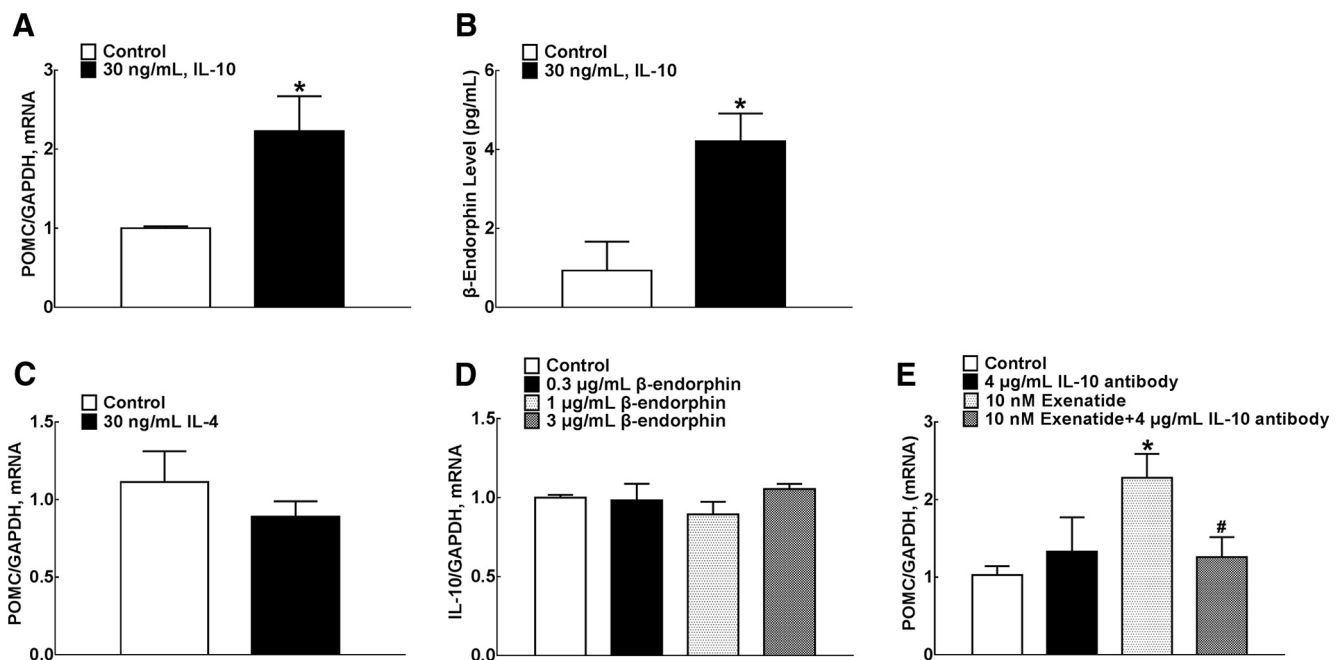 A
Control
30 ng/mL, IL-10
POMC/GAPDH, mRNA
3
2
1
0
*
B
Control
30 ng/mL, IL-10
β-Endorphin Level (pg/mL)
6
4
2
0
*
C
Control
30 ng/mL IL-4
POMC/GAPDH, mRNA
1.5
1.0
0.5
0.0
D
Control
0.3 µg/mL β-endorphin
1 µg/mL β-endorphin
3 µg/mL β-endorphin
IL-10/GAPDH, mRNA
1.5
1.0
0.5
0.0
E
Control
4 µg/mL IL-10 antibody
10 nM Exenatide
10 nM Exenatide+4 µg/mL IL-10 antibody
POMC/GAPDH, (mRNA)
3
2
1
0
*
#